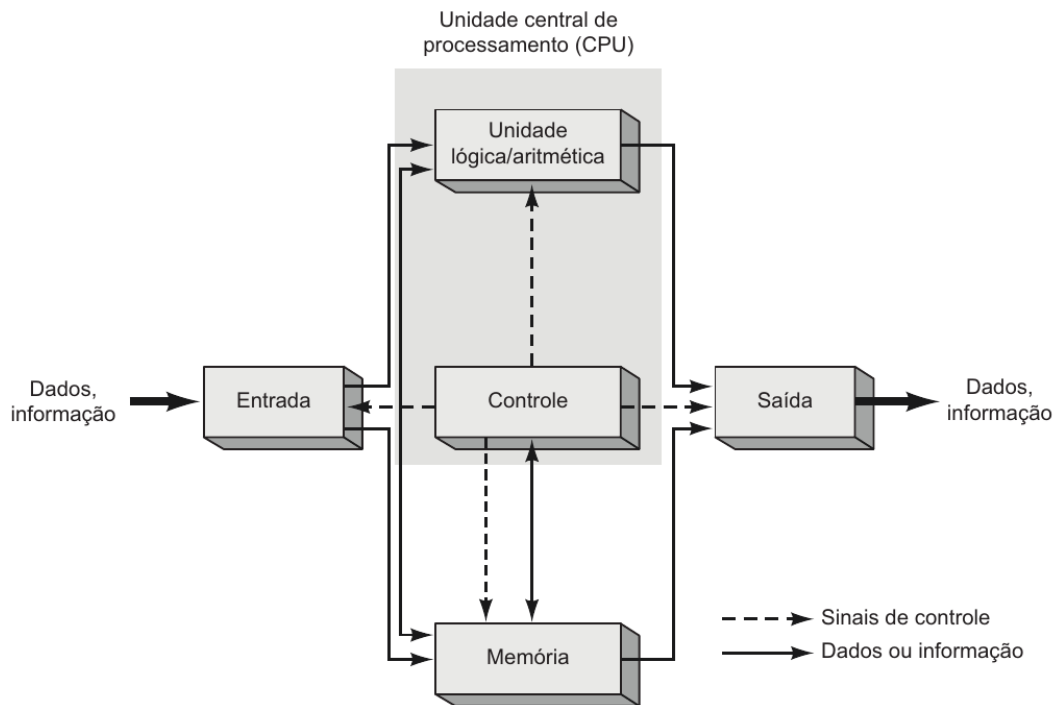 Unidade central de
processamento (CPU)
Unidade
lógica/aritmética
Dados,
informação
Entrada
Controle
Saída
Dados,
informação
Memória
Sinais de controle
Dados ou informação